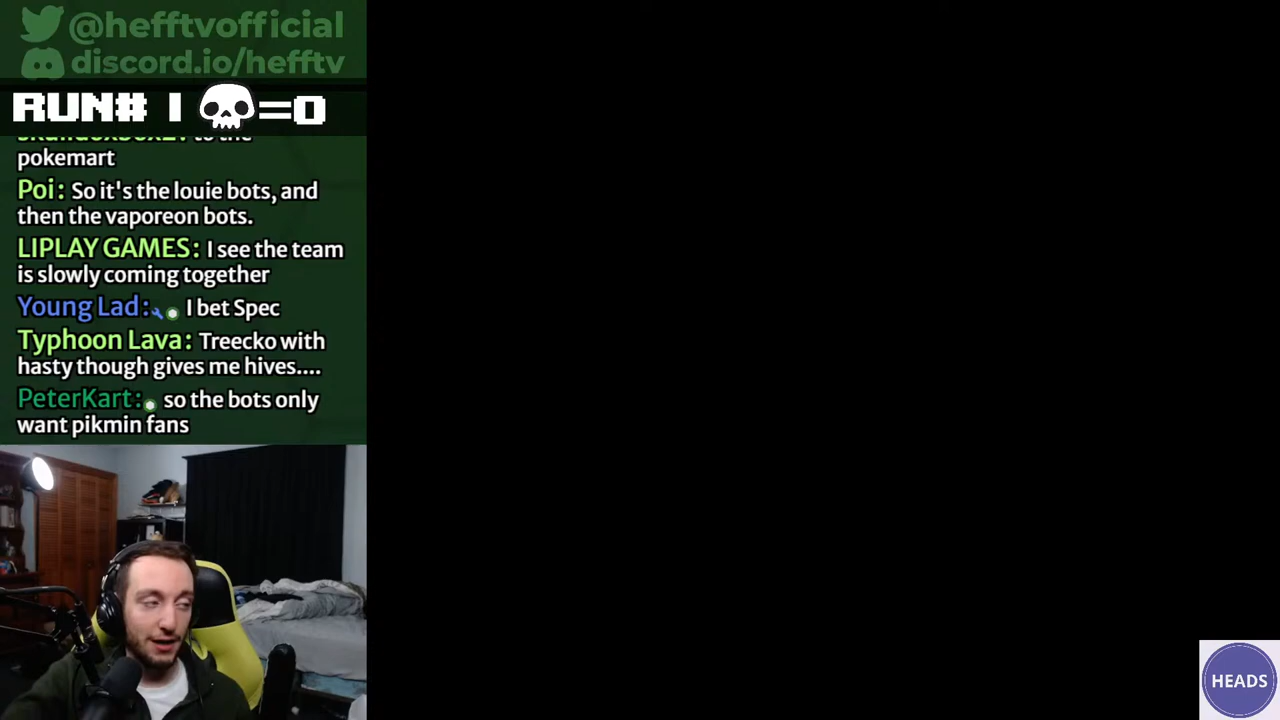 @hefftvofficial
discord.io/hefftv
RUN# 1 =0
to the
pokemart
Poi: So it's the louie bots, and
then the vaporeon bots.
LIPLAY GAMES: I see the team
is slowly coming together
Young Lad: I bet Spec
Typhoon Lava: Treecko with
hasty though gives me hives....
PeterKart: so the bots only
want pikmin fans
HEADS